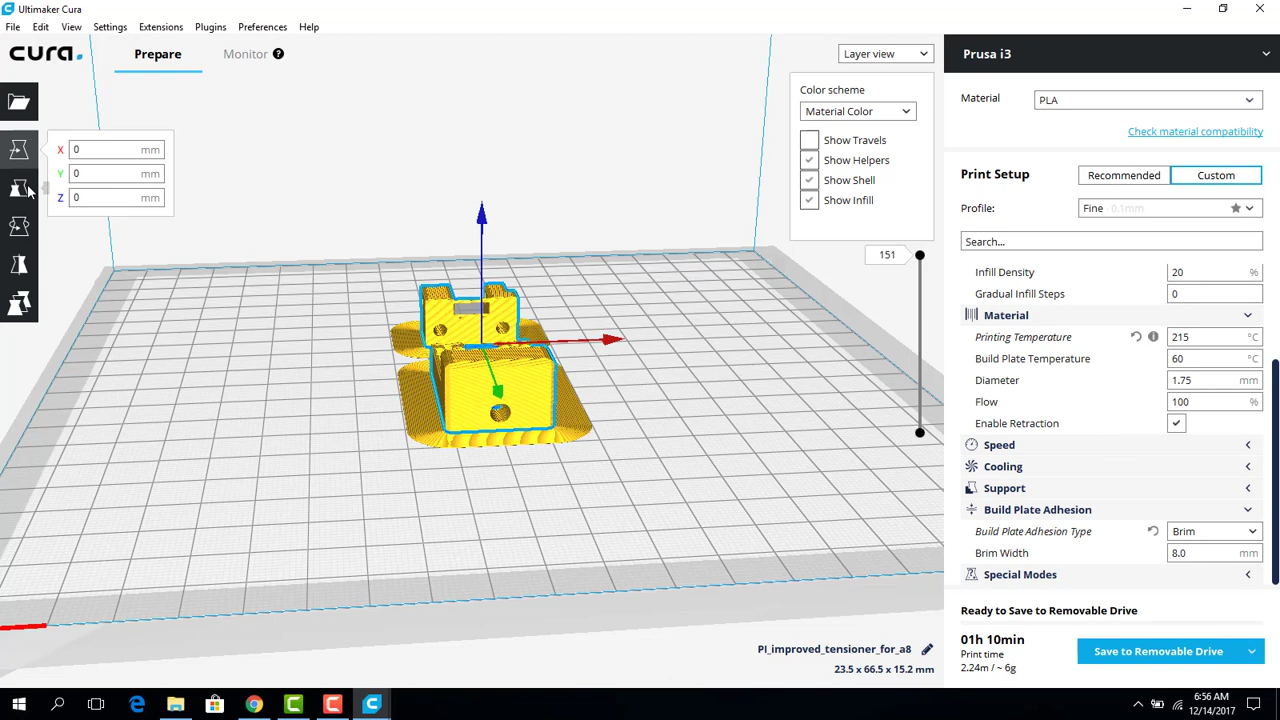 Ultimaker Cura
File Edit View Settings Extensions Plugins Preferences Help
cura.
Prepare
Monitor ?
Layer view
Color scheme
Material Color
Show Travels
Show Helpers
Show Shell
Show Infill
151
X 0 mm
Y 0 mm
Z 0 mm
PI_improved_tensioner_for_a8
23.5 x 66.5 x 15.2 mm
Prusa i3
Material PLA
Check material compatibility
Print Setup Recommended Custom
Profile: Fine - 0.1mm
Search...
Infill Density 20 %
Gradual Infill Steps 0
Material
Printing Temperature 215 °C
Build Plate Temperature 60 °C
Diameter 1.75 mm
Flow 100 %
Enable Retraction
Speed
Cooling
Support
Build Plate Adhesion
Build Plate Adhesion Type Brim
Brim Width 8.0 mm
Special Modes
Ready to Save to Removable Drive
01h 10min
Print time
2.24m / ~ 6g
Save to Removable Drive
6:56 AM
12/14/2017